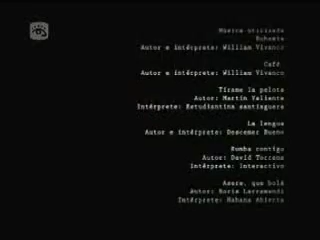 Música utilizada
Bohemia
Autor e intérprete: William Vivanco
Café
Autor e intérprete: William Vivanco
Tírame la pelota
Autor: Martín Valiente
Intérprete: Estudiantina santiaguera
La lengua
Autor e intérprete: Descemer Bueno
Rumba contigo
Autor: David Torrens
Intérprete: Interactivo
Asere, que bolá
Autor: Boris Larramendi
Intérprete: Habana Abierta